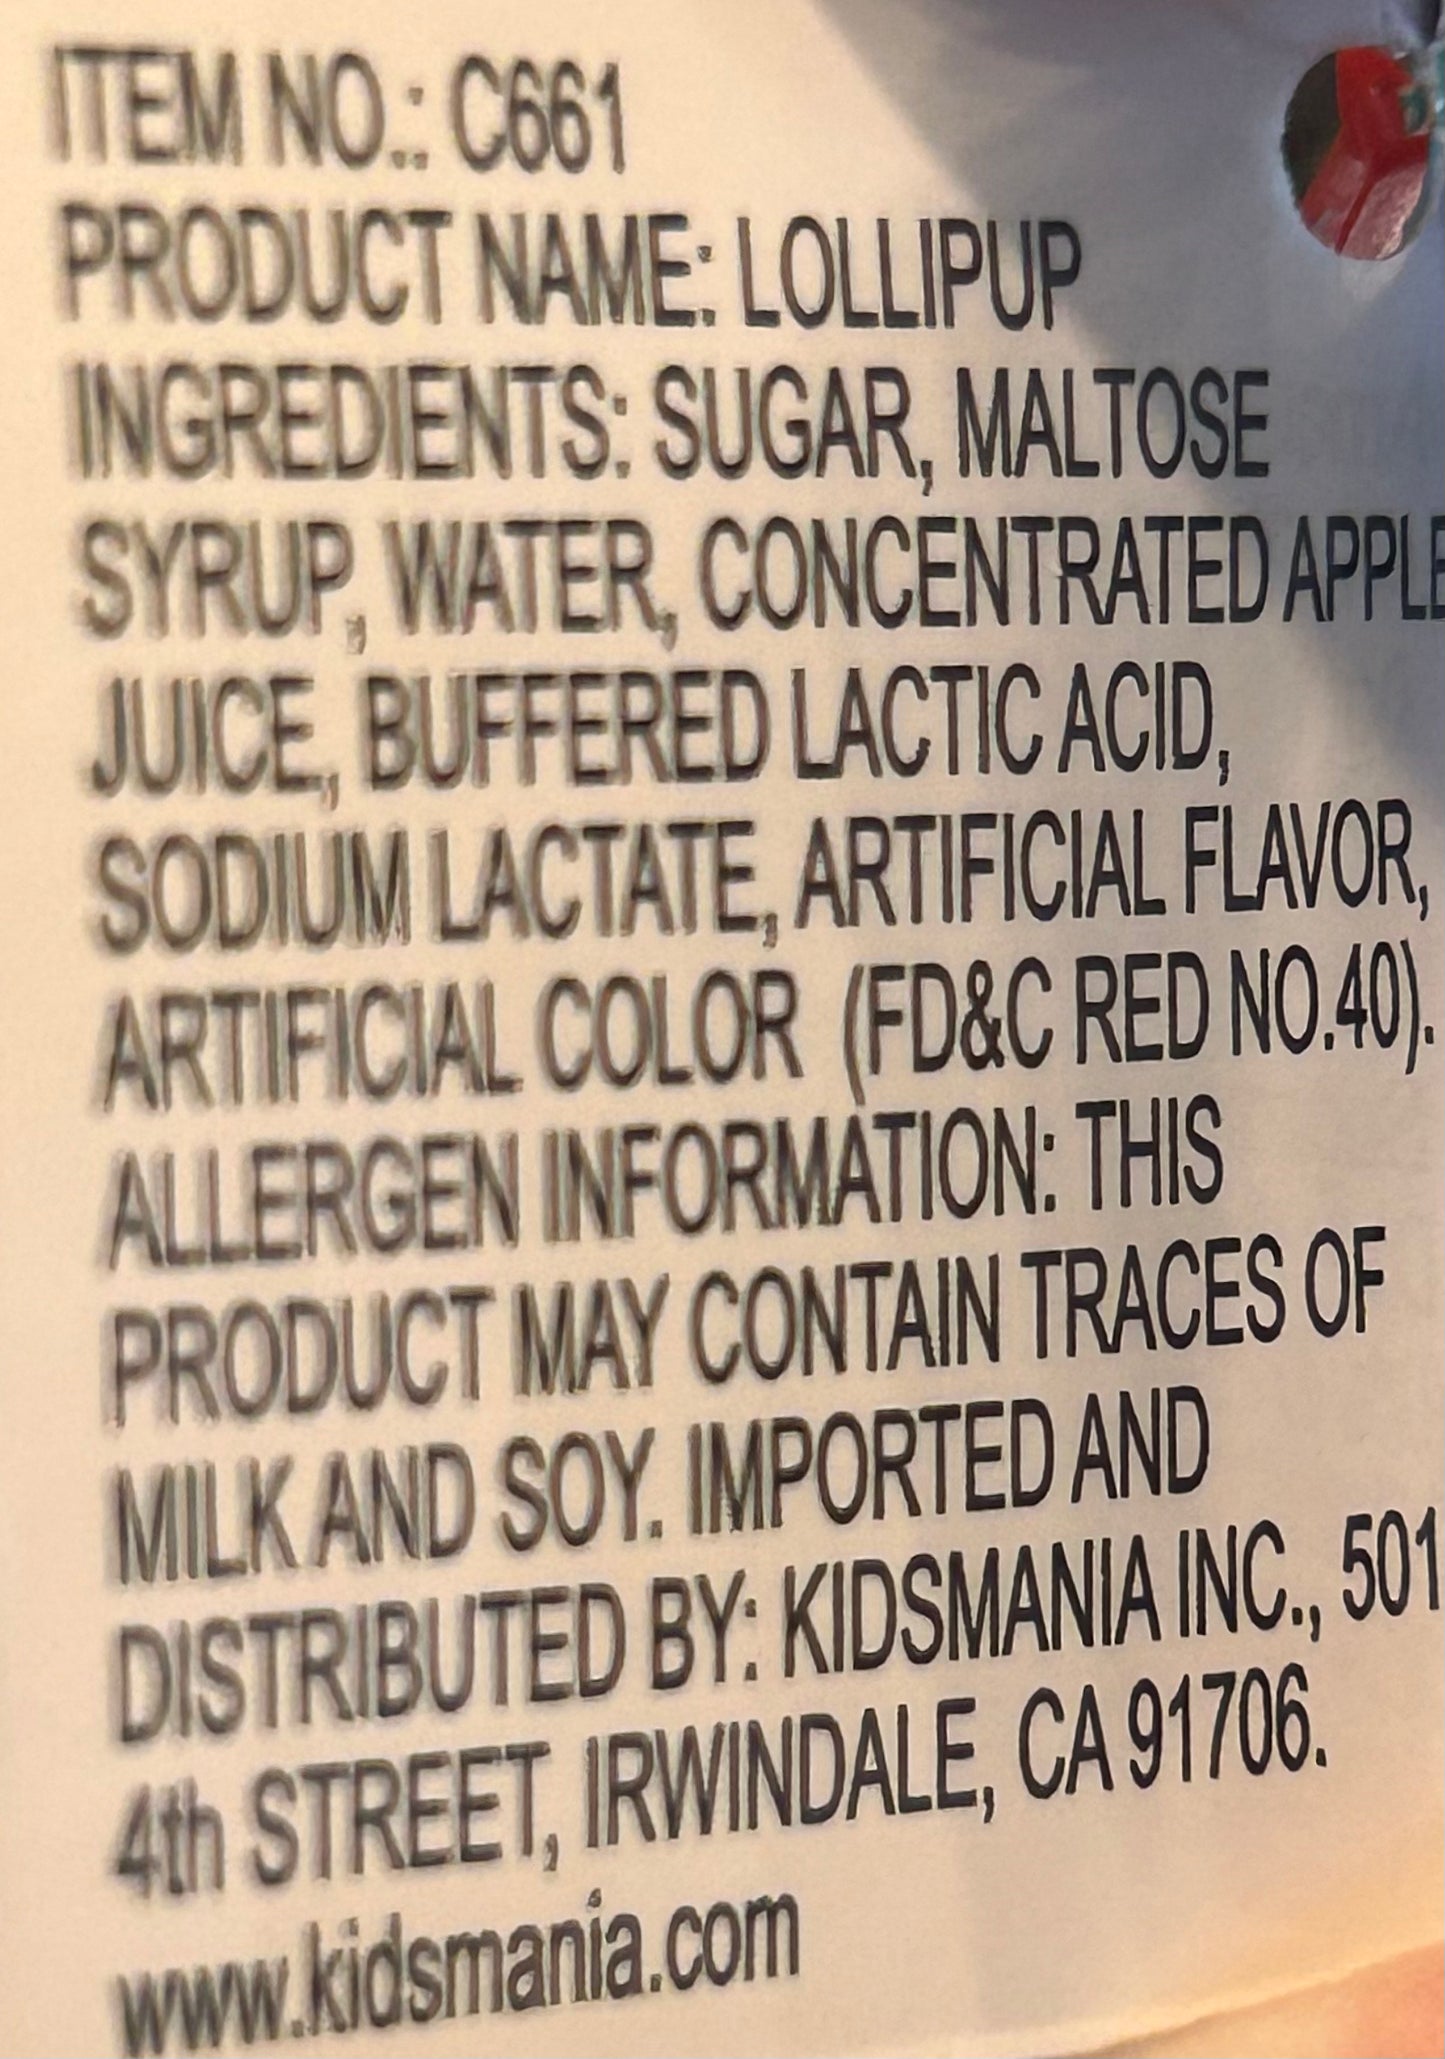 ITEM NO.: C661
PRODUCT NAME: LOLLIPUP
INGREDIENTS: SUGAR, MALTOSE
SYRUP, WATER, CONCENTRATED APPLE
JUICE, BUFFERED LACTIC ACID,
SODIUM LACTATE, ARTIFICIAL FLAVOR,
ARTIFICIAL COLOR (FD&C RED NO.40).
ALLERGEN INFORMATION: THIS
PRODUCT MAY CONTAIN TRACES OF
MILK AND SOY. IMPORTED AND
DISTRIBUTED BY: KIDSMANIA INC., 501
4th STREET, IRWINDALE, CA 91706.
www.kidsmania.com